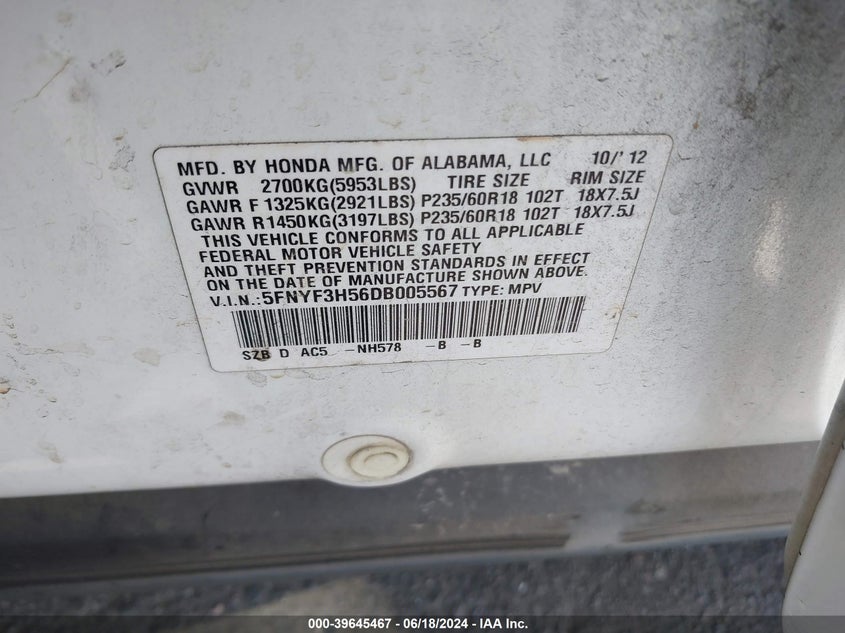 MFD. BY HONDA MFG. OF ALABAMA, LLC 10/'12
GVWR 2700KG(5953LBS) TIRE SIZE RIM SIZE
GAWR F 1325KG(2921LBS) P235/60R18 102T 18X7.5J
GAWR R 1450KG(3197LBS) P235/60R18 102T 18X7.5J
THIS VEHICLE CONFORMS TO ALL APPLICABLE
FEDERAL MOTOR VEHICLE SAFETY
AND THEFT PREVENTION STANDARDS IN EFFECT
ON THE DATE OF MANUFACTURE SHOWN ABOVE.
V.I.N.:5FNYF3H56DB005567 TYPE: MPV
SZB D AC5 -NH578 -B -B
000-39645467 - 06/18/2024 - IAA Inc.